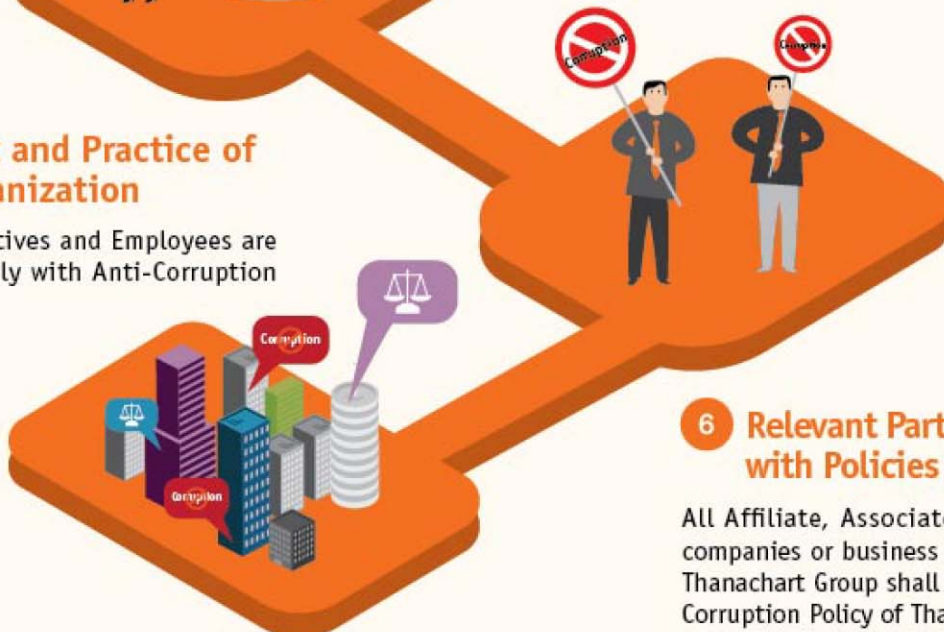 Corruption
Corruption
and Practice of
anization
tives and Employees are
ly with Anti-Corruption
Corruption
Corruption
6 Relevant Part
with Policies
All Affiliate, Associate
companies or business
Thanachart Group shall
Corruption Policy of Tha